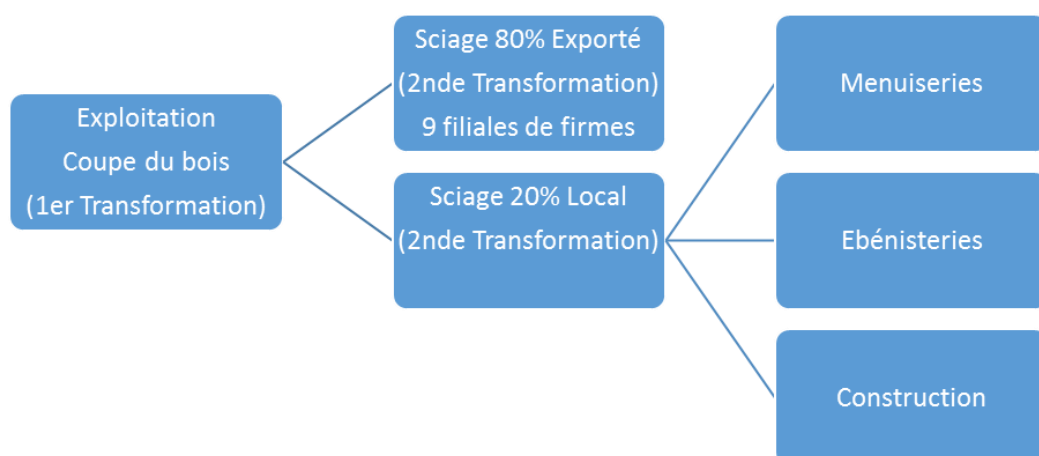 Exploitation
Coupe du bois
(1er Transformation)
Sciage 80% Exporté
(2nde Transformation)
9 filiales de firmes
Sciage 20% Local
(2nde Transformation)
Menuiseries
Ebénisteries
Construction